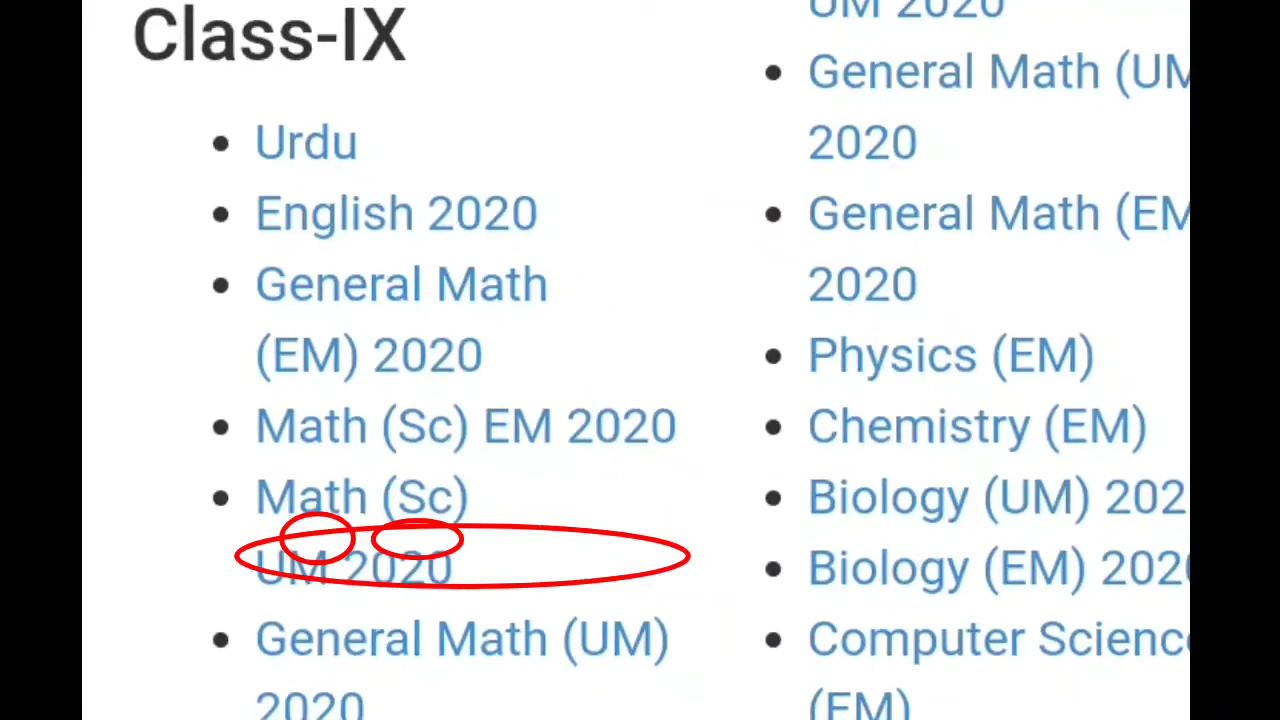 Class-IX
Urdu
English 2020
General Math
(EM) 2020
Math (Sc) EM 2020
Math (Sc)
UM 2020
General Math (UM)
2020
UM 2020
General Math (UM
2020
General Math (EM
2020
Physics (EM)
Chemistry (EM)
Biology (UM) 202
Biology (EM) 2020
Computer Science
(EM)